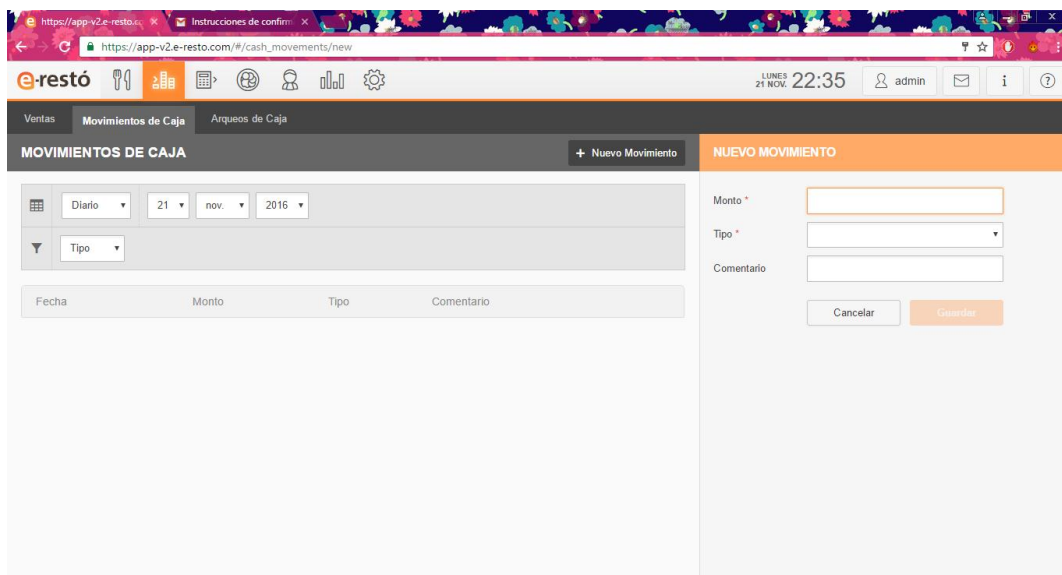 https://app-v2.e-resto.co
Instrucciones de confirm
https://app-v2.e-resto.com/#/cash_movements/new
e-restó
LUNES
21 NOV.
22:35
admin
i
?
Ventas
Movimientos de Caja
Arqueos de Caja
MOVIMIENTOS DE CAJA
+ Nuevo Movimiento
NUEVO MOVIMIENTO
Diario
21
nov.
2016
Tipo
Monto *
Tipo *
Comentario
Fecha
Monto
Tipo
Comentario
Cancelar
Guardar